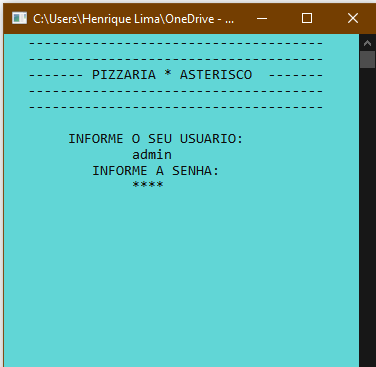 C:\Users\Henrique Lima\OneDrive - ...
-------------------------------------
-------------------------------------
------- PIZZARIA * ASTERISCO  -------
-------------------------------------
-------------------------------------
INFORME O SEU USUARIO:
admin
INFORME A SENHA:
****